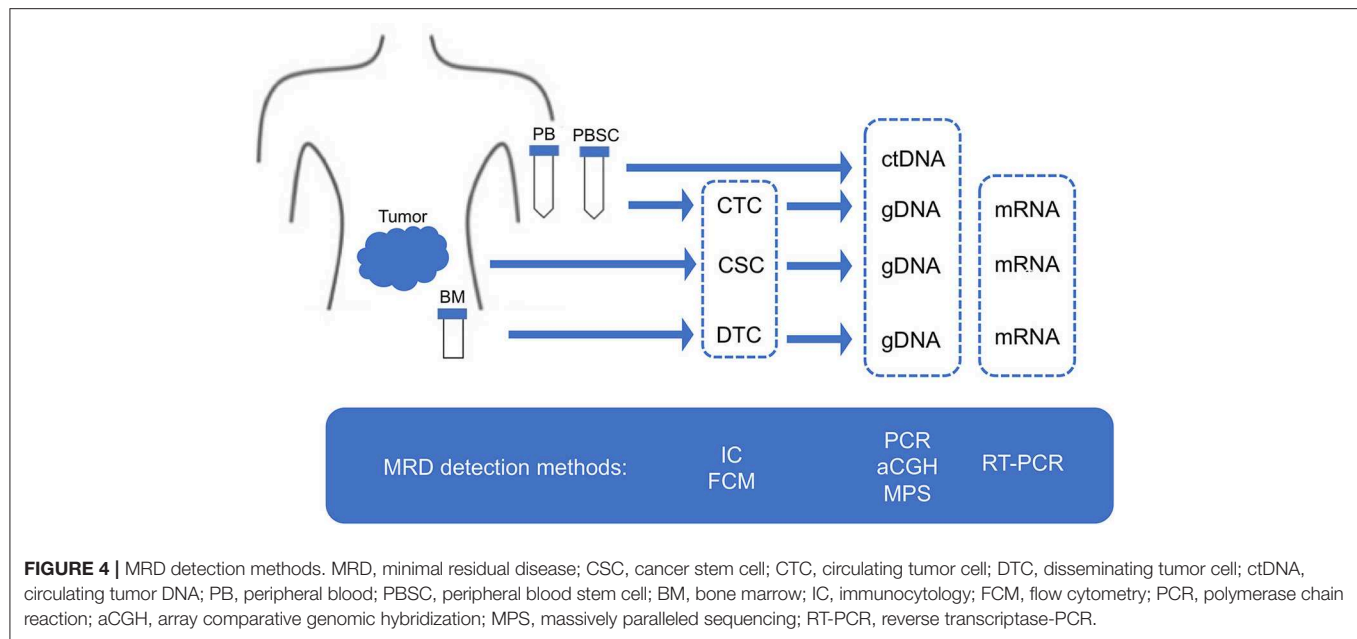 PB PBSC
ctDNA
CTC gDNA mRNA
Tumor
CSC gDNA mRNA
BM
DTC gDNA mRNA
PCR
MRD detection methods: IC aCGH RT-PCR
FCM MPS
FIGURE 4 | MRD detection methods. MRD, minimal residual disease; CSC, cancer stem cell; CTC, circulating tumor cell; DTC, disseminating tumor cell; ctDNA,
circulating tumor DNA; PB, peripheral blood; PBSC, peripheral blood stem cell; BM, bone marrow; IC, immunocytology; FCM, flow cytometry; PCR, polymerase chain
reaction; aCGH, array comparative genomic hybridization; MPS, massively paralleled sequencing; RT-PCR, reverse transcriptase-PCR.